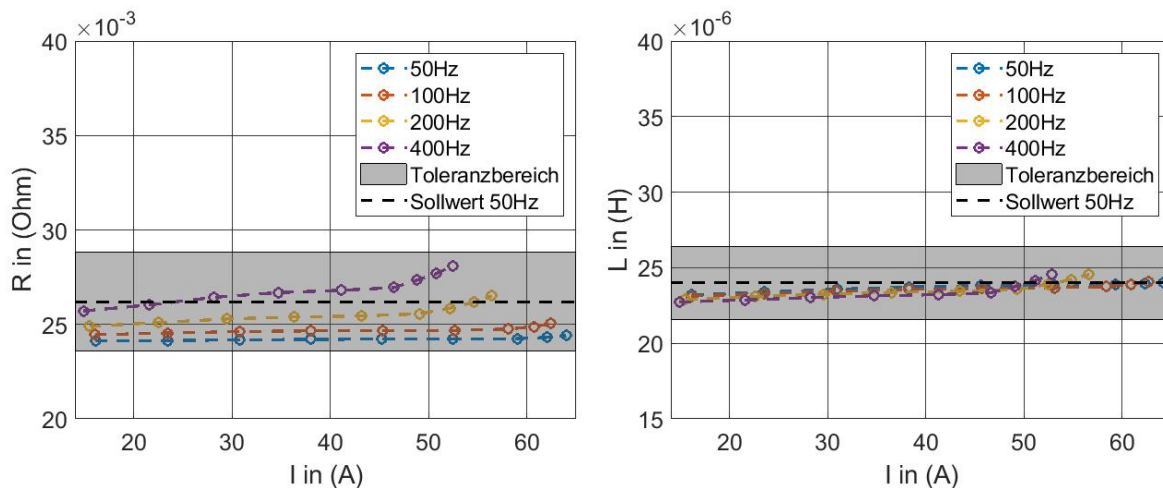 ×10⁻³
40
35
30
25
20
R in (Ohm)
20
30
40
50
60
I in (A)
50Hz
100Hz
200Hz
400Hz
Toleranzbereich
Sollwert 50Hz
×10⁻⁶
40
35
30
25
20
15
L in (H)
20
30
40
50
60
I in (A)
50Hz
100Hz
200Hz
400Hz
Toleranzbereich
Sollwert 50Hz